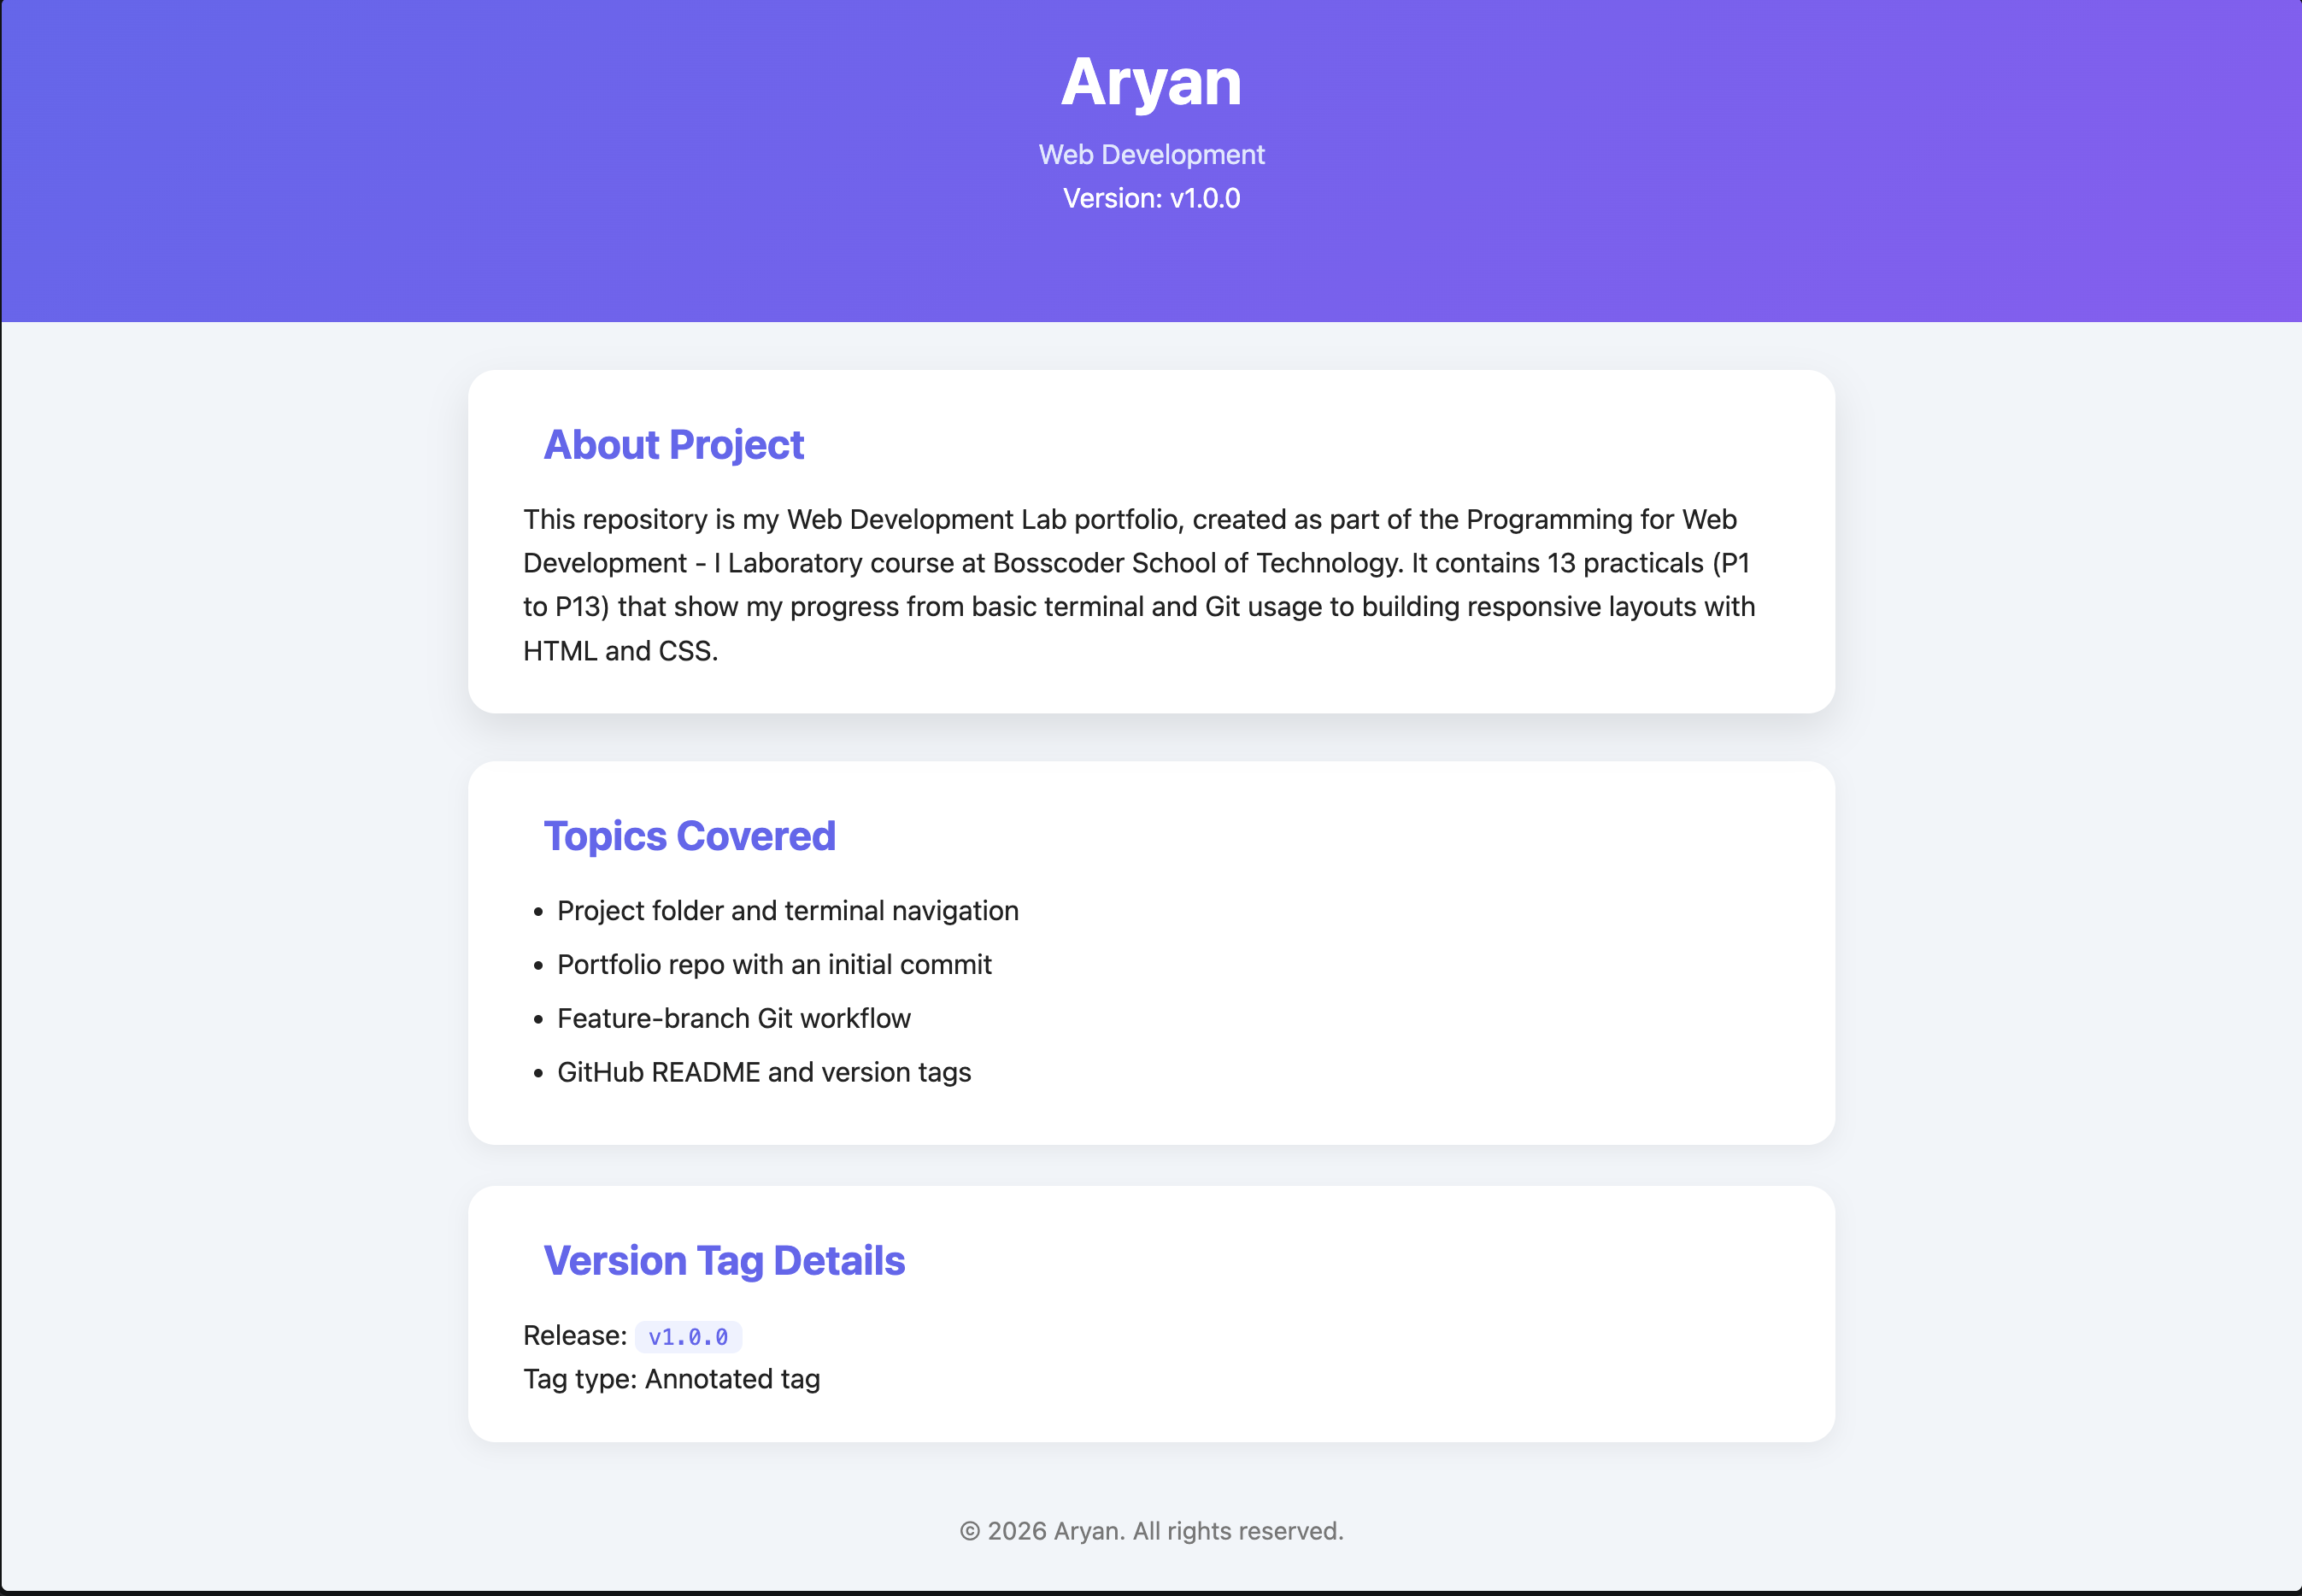 Aryan
Web Development
Version: v1.0.0
About Project
This repository is my Web Development Lab portfolio, created as part of the Programming for Web
Development - I Laboratory course at Bosscoder School of Technology. It contains 13 practicals (P1
to P13) that show my progress from basic terminal and Git usage to building responsive layouts with
HTML and CSS.
Topics Covered
• Project folder and terminal navigation
• Portfolio repo with an initial commit
• Feature-branch Git workflow
• GitHub README and version tags
Version Tag Details
Release: v1.0.0
Tag type: Annotated tag
© 2026 Aryan. All rights reserved.